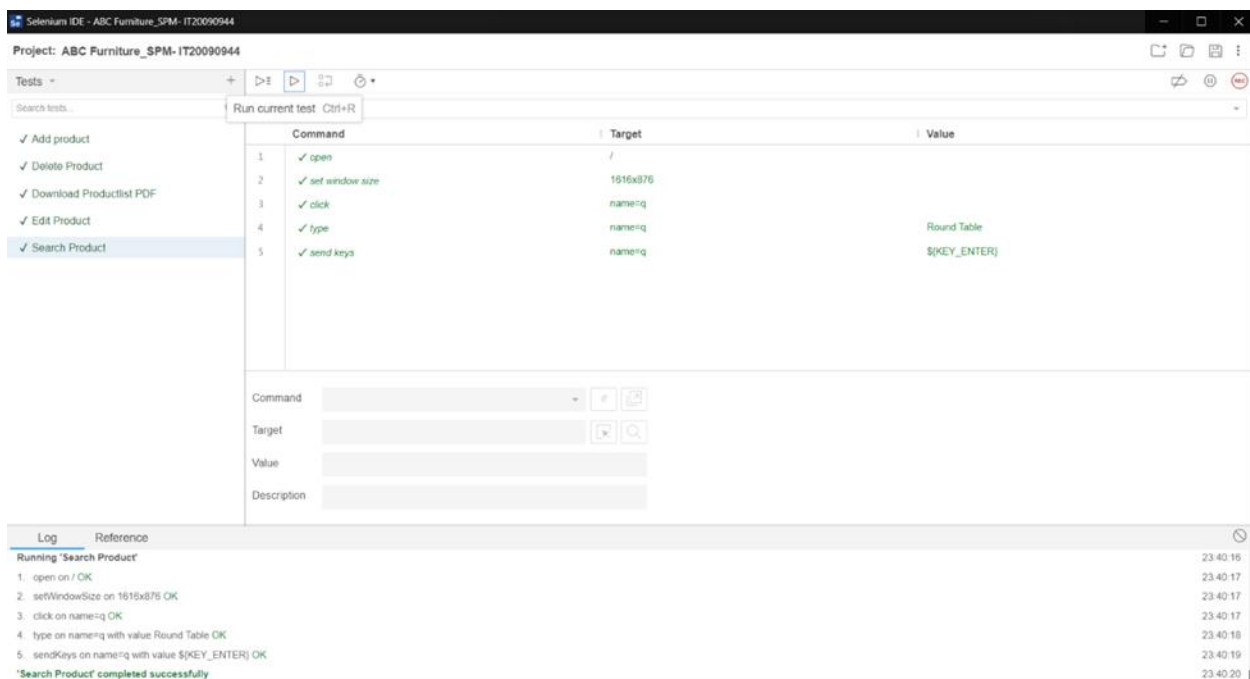 Selenium IDE - ABC Furniture_SPM- IT20090944
Project: ABC Furniture_SPM- IT20090944
Tests
Search tests...
Run current test Ctrl+R
REC
Command Target Value
✓ Add product
✓ Delete Product
✓ Download Productlist PDF
✓ Edit Product
✓ Search Product
1 ✓ open /
2 ✓ set window size 1616x876
3 ✓ click name=q
4 ✓ type name=q Round Table
5 ✓ send keys name=q ${KEY_ENTER}
Command
//
Target
Value
Description
Log Reference
Running 'Search Product' 23:40:16
1. open on / OK 23:40:17
2. setWindowSize on 1616x876 OK 23:40:17
3. click on name=q OK 23:40:17
4. type on name=q with value Round Table OK 23:40:18
5. sendKeys on name=q with value ${KEY_ENTER} OK 23:40:19
'Search Product' completed successfully 23:40:20